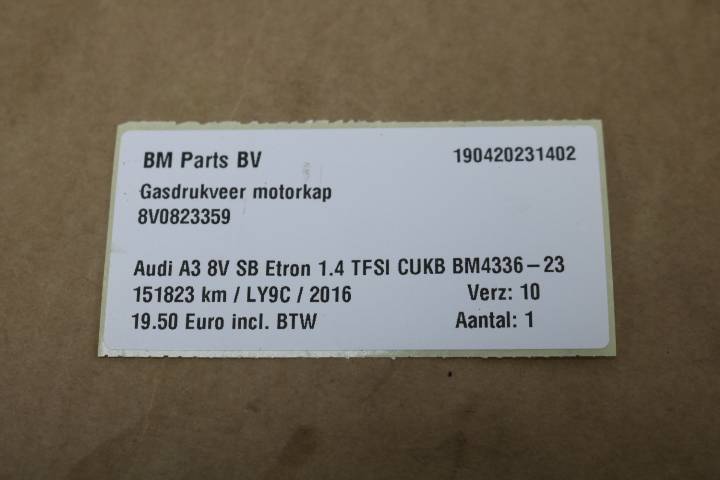 BM Parts BV 190420231402
Gasdrukveer motorkap
8V0823359
Audi A3 8V SB Etron 1.4 TFSI CUKB BM4336-23
151823 km / LY9C / 2016 Verz: 10
19.50 Euro incl. BTW Aantal: 1